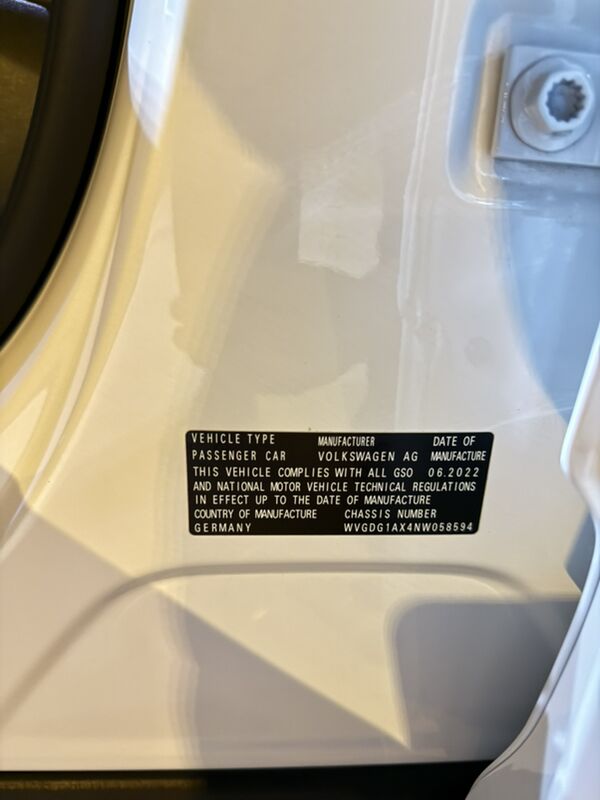 VEHICLE TYPE MANUFACTURER DATE OF
PASSENGER CAR VOLKSWAGEN AG MANUFACTURE
THIS VEHICLE COMPLIES WITH ALL GSO 06.2022
AND NATIONAL MOTOR VEHICLE TECHNICAL REGULATIONS
IN EFFECT UP TO THE DATE OF MANUFACTURE
COUNTRY OF MANUFACTURE CHASSIS NUMBER
GERMANY WVGDG1AX4NW058594